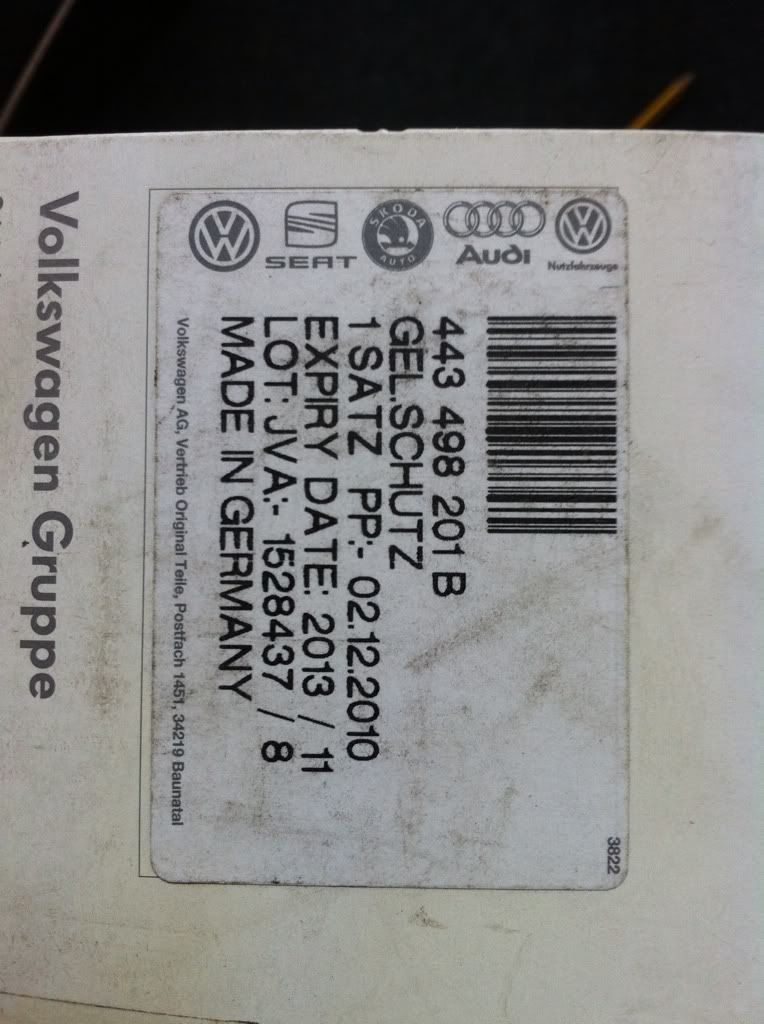 Volkswagen Gruppe
SEAT
SKODA
AUTO
Audi
Nutzfahrzeuge
443 498 201 B
GEL.SCHUTZ
1 SATZ PP:- 02.12.2010
EXPIRY DATE: 2013 / 11
LOT: JVA:- 1528437 / 8
MADE IN GERMANY
Volkswagen AG, Vertrieb Original Teile, Postfach 1451, 34219 Baunatal
3822